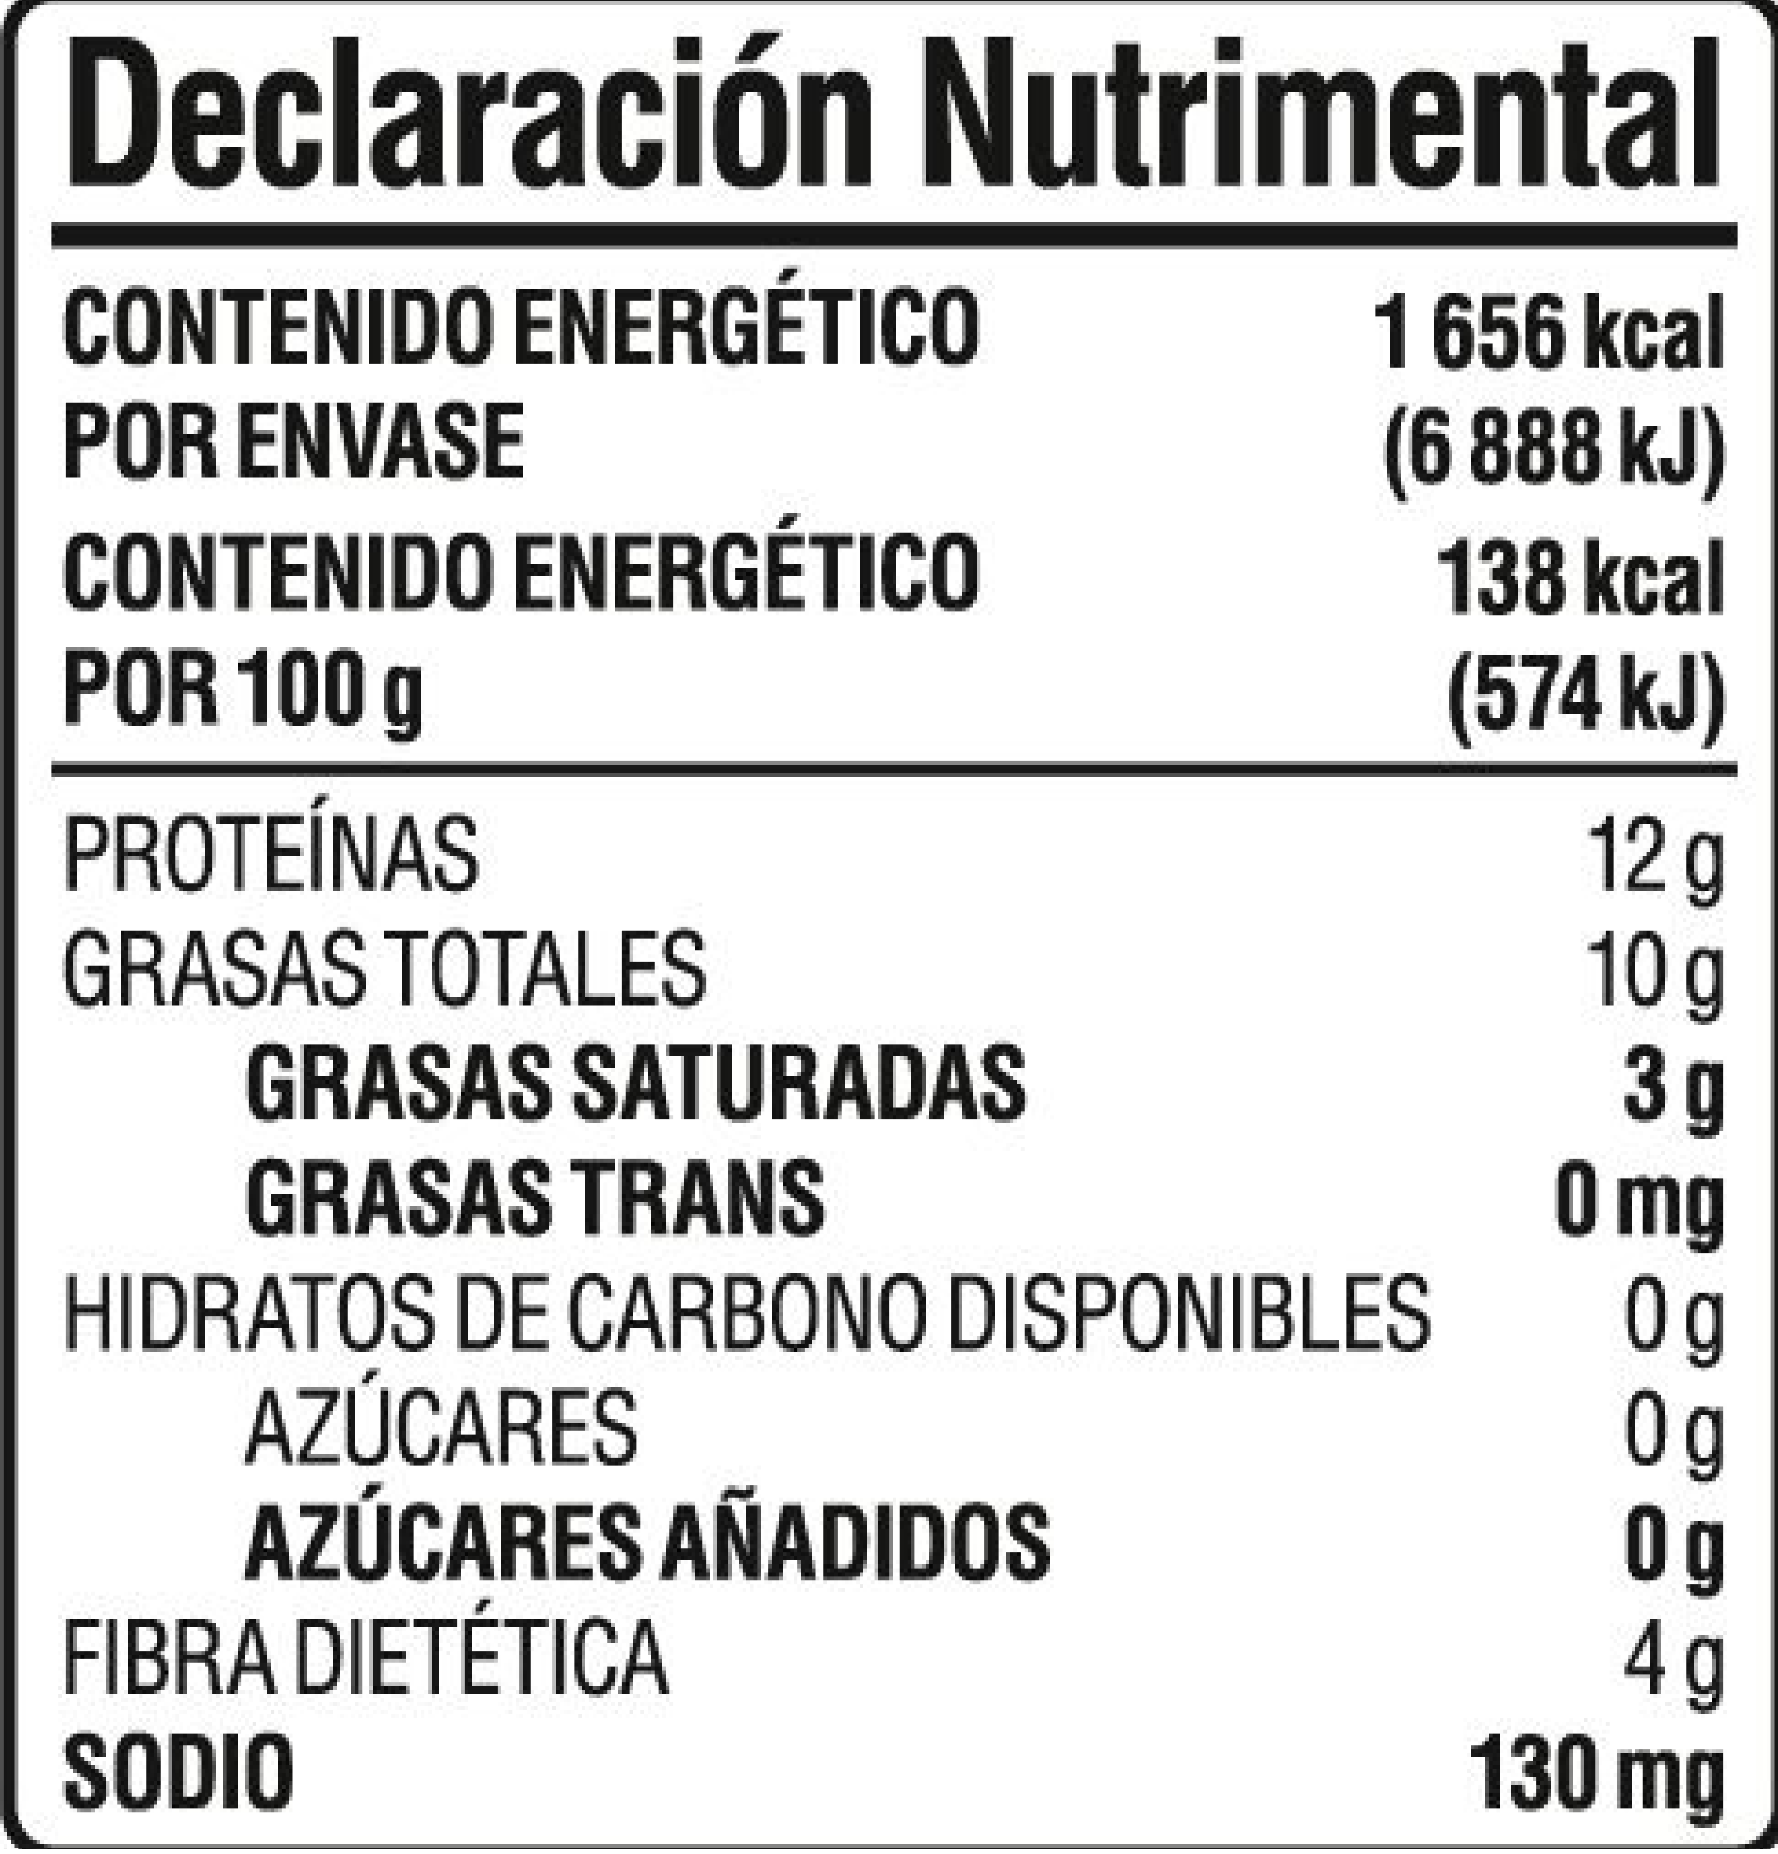 Declaración Nutrimental
CONTENIDO ENERGÉTICO 1 656 kcal
POR ENVASE (6 888 kJ)
CONTENIDO ENERGÉTICO 138 kcal
POR 100 g (574 kJ)
PROTEÍNAS 12 g
GRASAS TOTALES 10 g
GRASAS SATURADAS 3 g
GRASAS TRANS 0 mg
HIDRATOS DE CARBONO DISPONIBLES 0 g
AZÚCARES 0 g
AZÚCARES AÑADIDOS 0 g
FIBRA DIETÉTICA 4 g
SODIO 130 mg